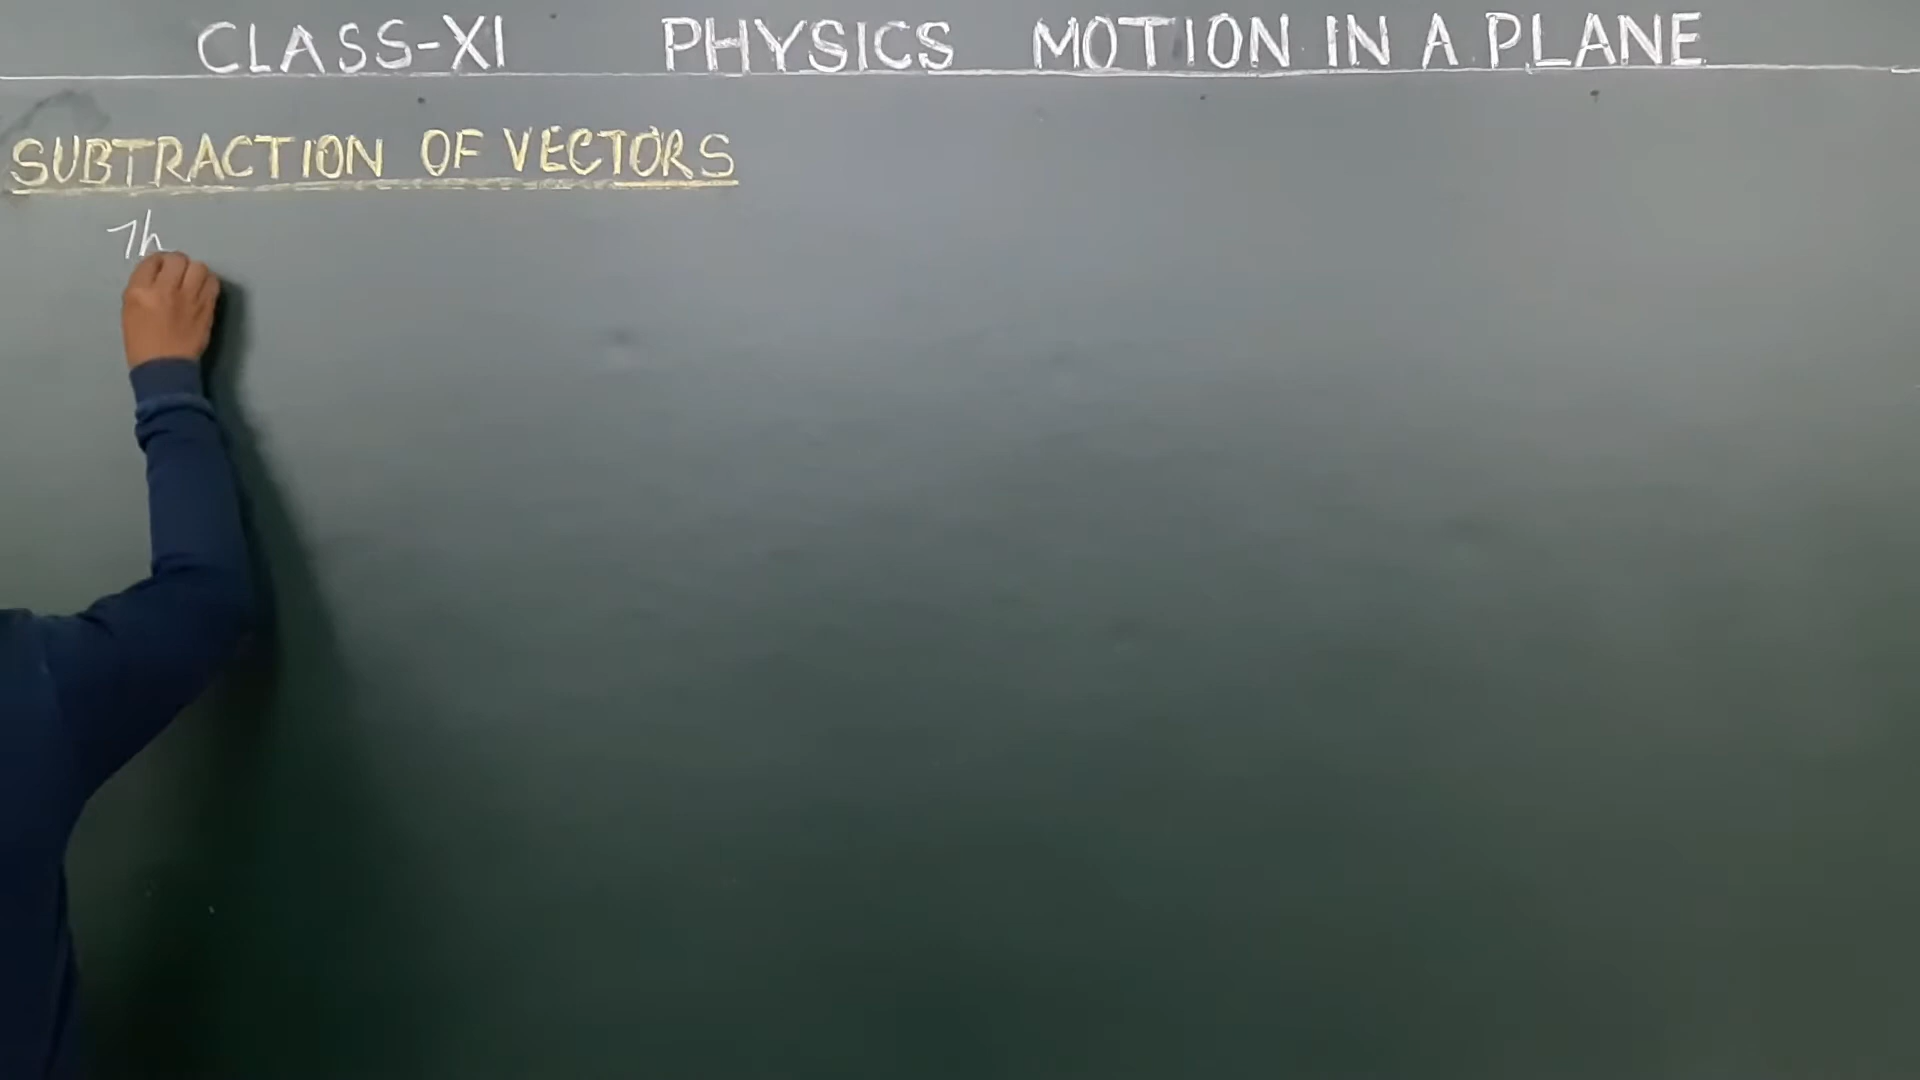 CLASS-XI PHYSICS MOTION IN A PLANE
SUBTRACTION OF VECTORS
Th